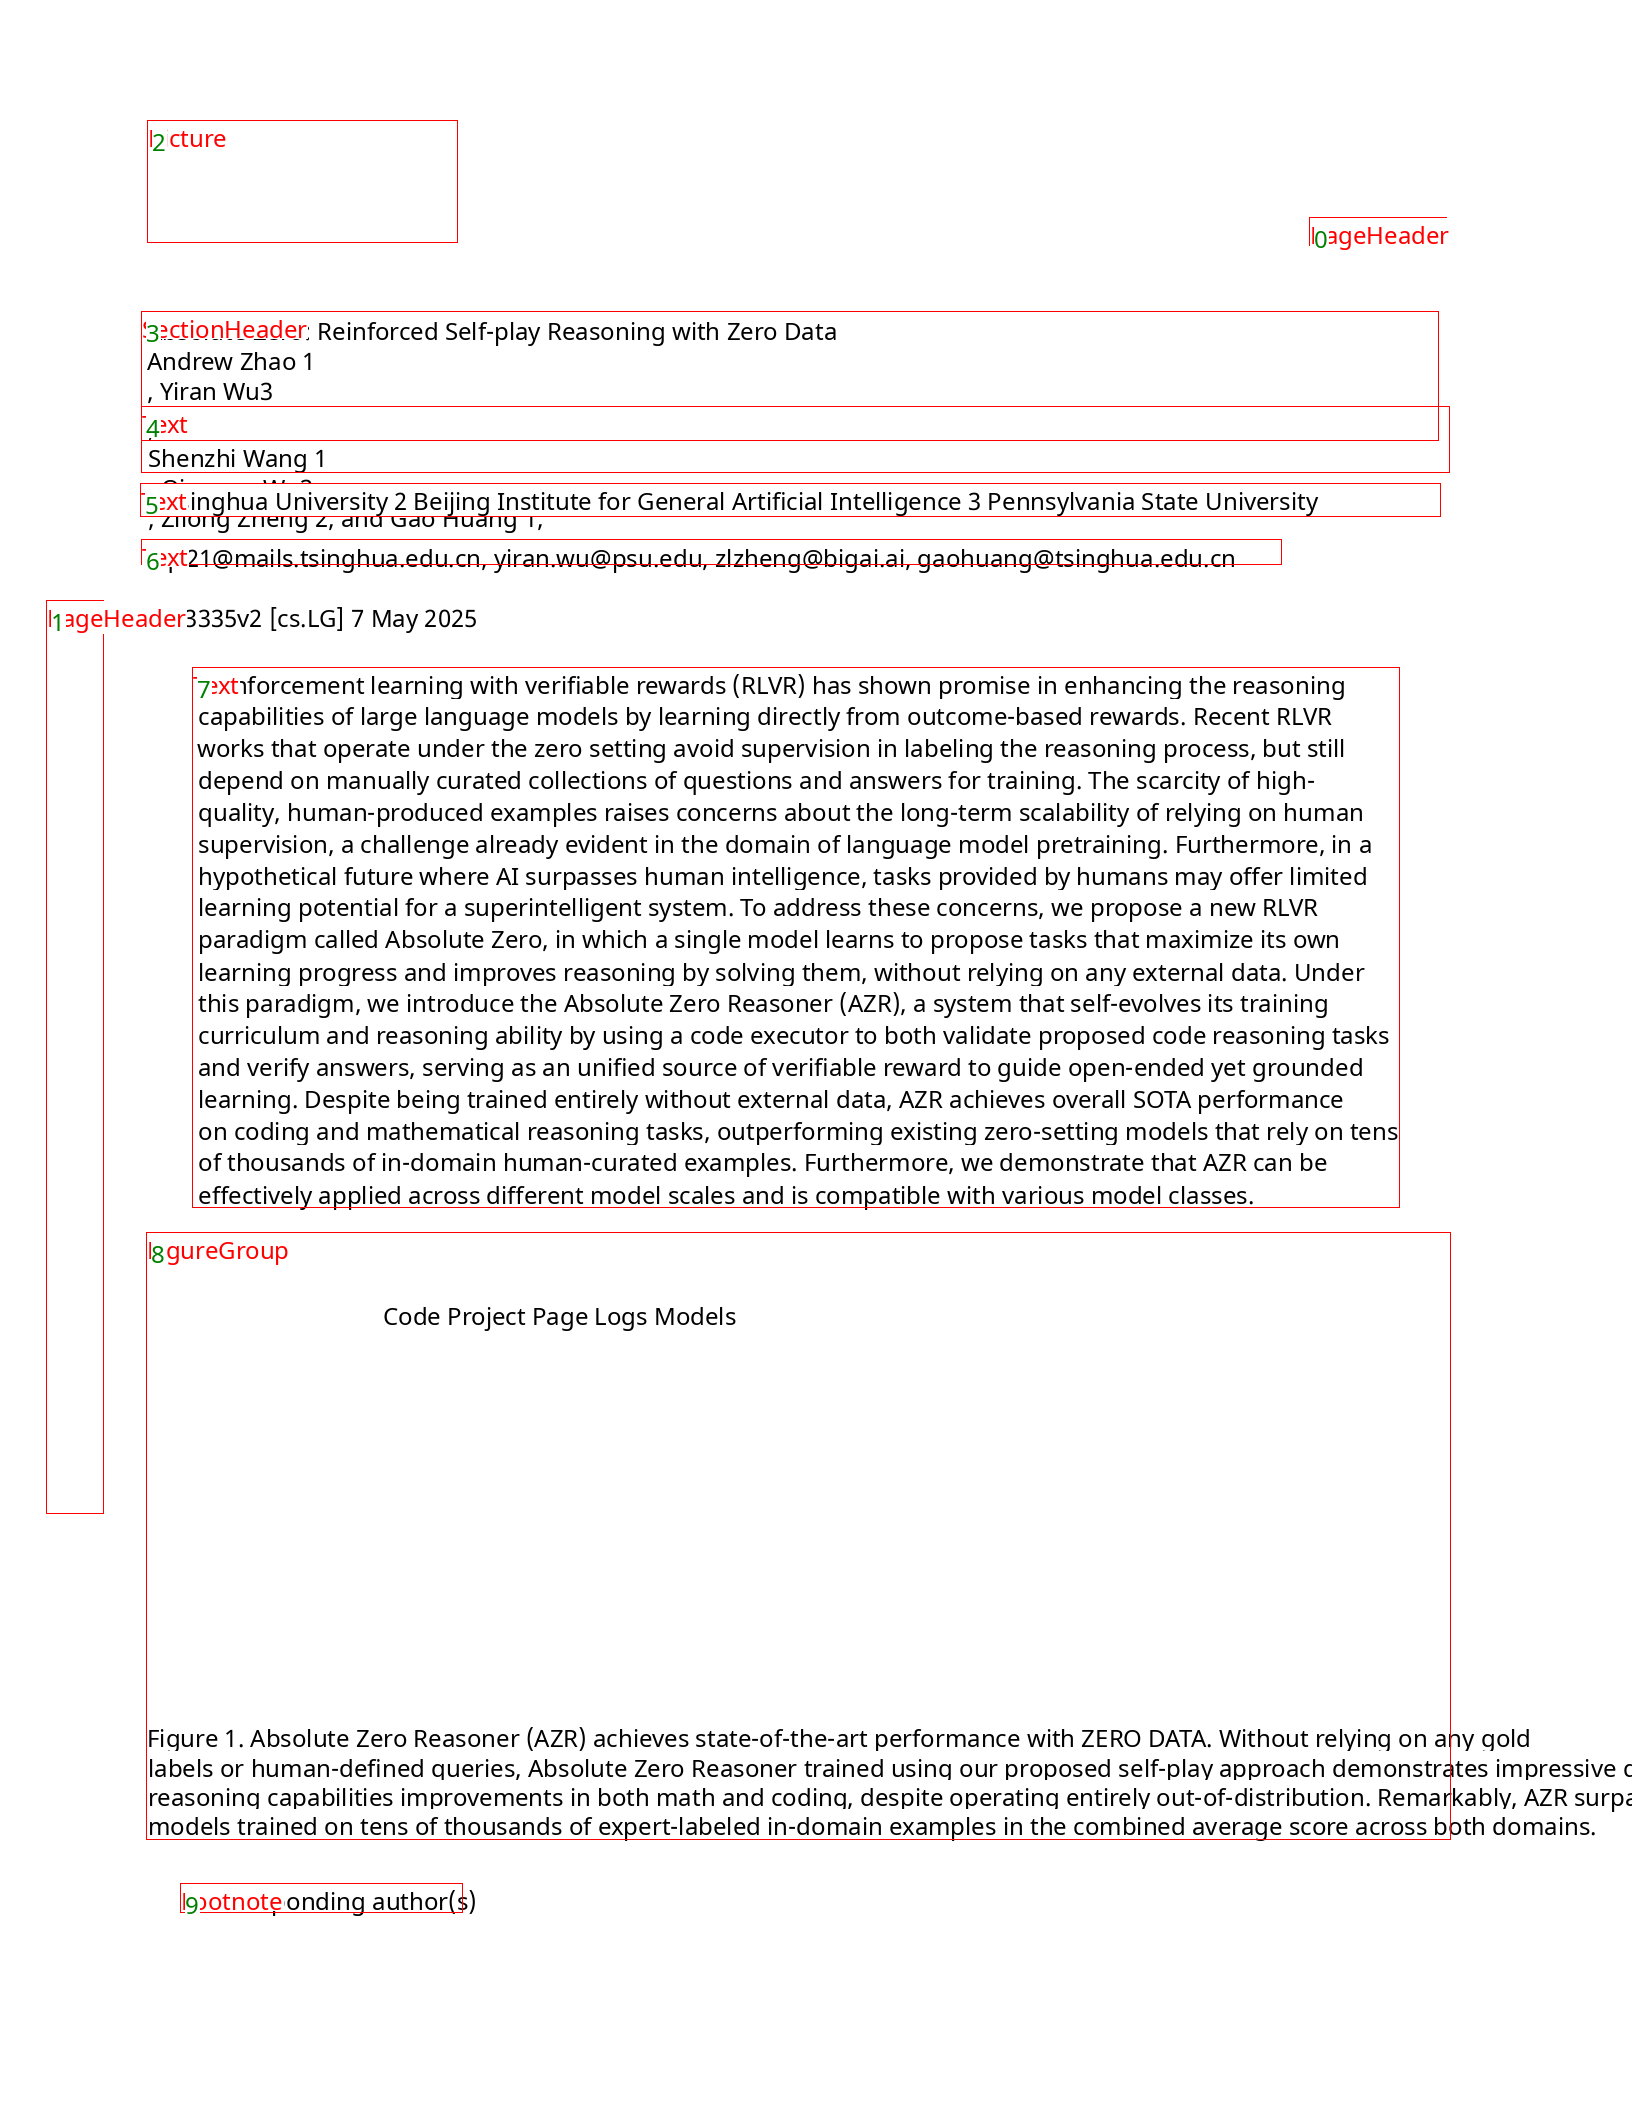 2 cture
0 ageHeader
3 ectionHeader : Reinforced Self-play Reasoning with Zero Data
Andrew Zhao 1
, Yiran Wu3
4 ext
Shenzhi Wang 1
5 ext inghua University 2 Beijing Institute for General Artificial Intelligence 3 Pennsylvania State University
, Zilong Zheng 2, and Gao Huang 1,
6 ext 21@mails.tsinghua.edu.cn, yiran.wu@psu.edu, zlzheng@bigai.ai, gaohuang@tsinghua.edu.cn
1 ageHeader 3335v2 [cs.LG] 7 May 2025
7 ext nforcement learning with verifiable rewards (RLVR) has shown promise in enhancing the reasoning
capabilities of large language models by learning directly from outcome-based rewards. Recent RLVR
works that operate under the zero setting avoid supervision in labeling the reasoning process, but still
depend on manually curated collections of questions and answers for training. The scarcity of high-
quality, human-produced examples raises concerns about the long-term scalability of relying on human
supervision, a challenge already evident in the domain of language model pretraining. Furthermore, in a
hypothetical future where AI surpasses human intelligence, tasks provided by humans may offer limited
learning potential for a superintelligent system. To address these concerns, we propose a new RLVR
paradigm called Absolute Zero, in which a single model learns to propose tasks that maximize its own
learning progress and improves reasoning by solving them, without relying on any external data. Under
this paradigm, we introduce the Absolute Zero Reasoner (AZR), a system that self-evolves its training
curriculum and reasoning ability by using a code executor to both validate proposed code reasoning tasks
and verify answers, serving as an unified source of verifiable reward to guide open-ended yet grounded
learning. Despite being trained entirely without external data, AZR achieves overall SOTA performance
on coding and mathematical reasoning tasks, outperforming existing zero-setting models that rely on tens
of thousands of in-domain human-curated examples. Furthermore, we demonstrate that AZR can be
effectively applied across different model scales and is compatible with various model classes.
8 gureGroup
Code Project Page Logs Models
Figure 1. Absolute Zero Reasoner (AZR) achieves state-of-the-art performance with ZERO DATA. Without relying on any gold
labels or human-defined queries, Absolute Zero Reasoner trained using our proposed self-play approach demonstrates impressive
reasoning capabilities improvements in both math and coding, despite operating entirely out-of-distribution. Remarkably, AZR surpa
models trained on tens of thousands of expert-labeled in-domain examples in the combined average score across both domains.
9 ootnote onding author(s)